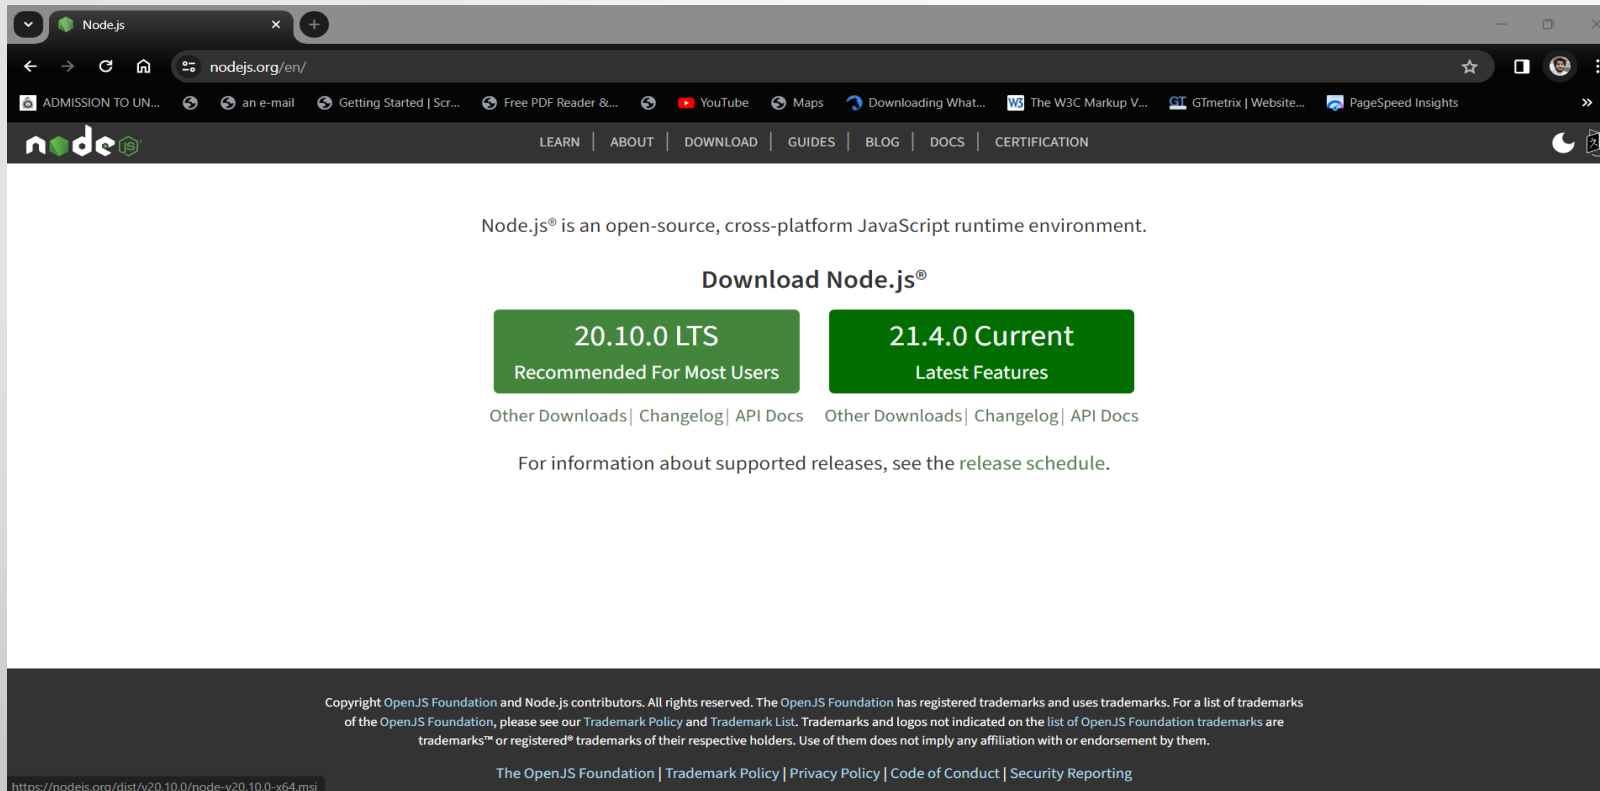 Node.js
nodejs.org/en/
ADMISSION TO UN... an e-mail Getting Started | Scr... Free PDF Reader &... YouTube Maps Downloading What... The W3C Markup V... GTmetrix | Website... PageSpeed Insights »
node JS LEARN | ABOUT | DOWNLOAD | GUIDES | BLOG | DOCS | CERTIFICATION
Node.js® is an open-source, cross-platform JavaScript runtime environment.
Download Node.js®
20.10.0 LTS
Recommended For Most Users
21.4.0 Current
Latest Features
Other Downloads | Changelog | API Docs
Other Downloads | Changelog | API Docs
For information about supported releases, see the release schedule.
Copyright OpenJS Foundation and Node.js contributors. All rights reserved. The OpenJS Foundation has registered trademarks and uses trademarks. For a list of trademarks
of the OpenJS Foundation, please see our Trademark Policy and Trademark List. Trademarks and logos not indicated on the list of OpenJS Foundation trademarks are
trademarks™ or registered® trademarks of their respective holders. Use of them does not imply any affiliation with or endorsement by them.
The OpenJS Foundation | Trademark Policy | Privacy Policy | Code of Conduct | Security Reporting
https://nodejs.org/dist/v20.10.0/node-v20.10.0-x64.msi